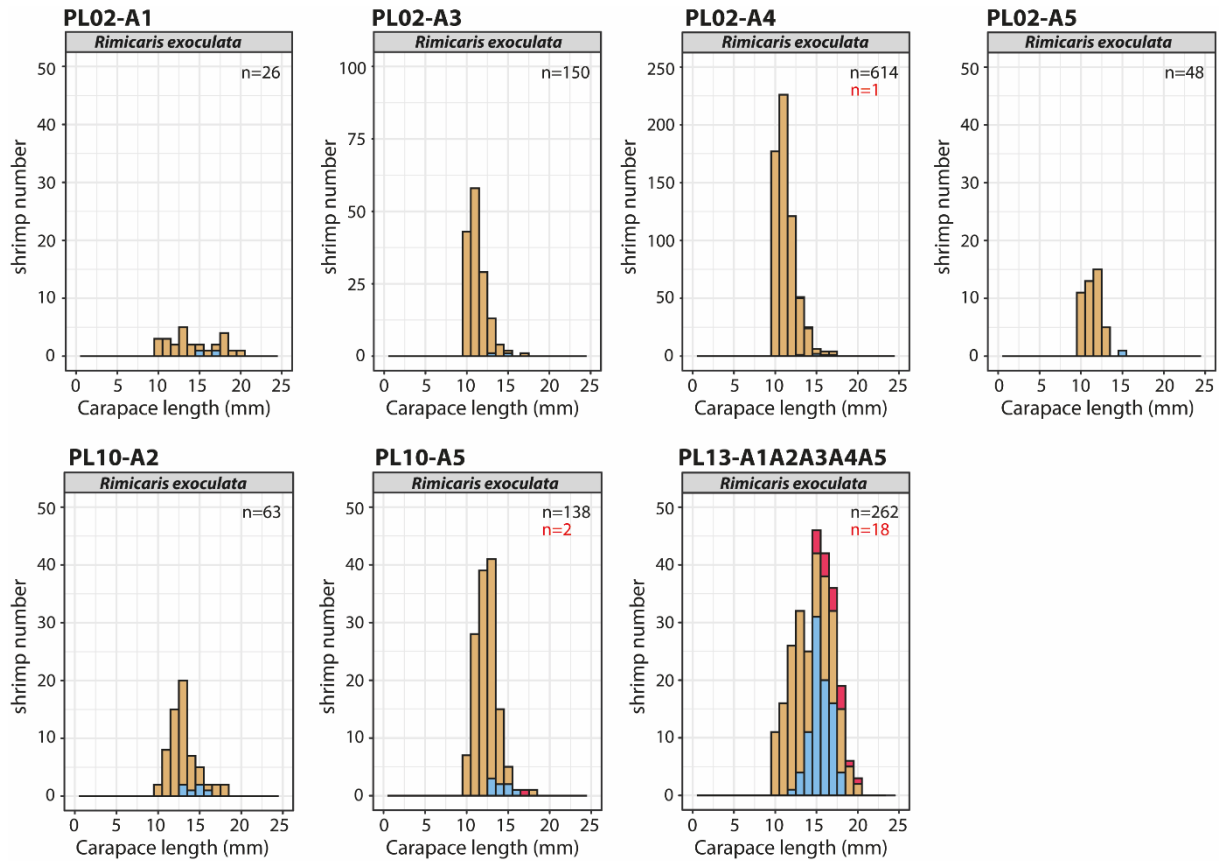 PL02-A1
Rimicaris exoculata
n=26
50
40
30
20
10
0
shrimp number
0 5 10 15 20 25
Carapace length (mm)
PL02-A3
Rimicaris exoculata
n=150
100
75
50
25
0
shrimp number
0 5 10 15 20 25
Carapace length (mm)
PL02-A4
Rimicaris exoculata
n=614
n=1
250
200
150
100
50
0
shrimp number
0 5 10 15 20 25
Carapace length (mm)
PL02-A5
Rimicaris exoculata
n=48
50
40
30
20
10
0
shrimp number
0 5 10 15 20 25
Carapace length (mm)
PL10-A2
Rimicaris exoculata
n=63
50
40
30
20
10
0
shrimp number
0 5 10 15 20 25
Carapace length (mm)
PL10-A5
Rimicaris exoculata
n=138
n=2
50
40
30
20
10
0
shrimp number
0 5 10 15 20 25
Carapace length (mm)
PL13-A1A2A3A4A5
Rimicaris exoculata
n=262
n=18
50
40
30
20
10
0
shrimp number
0 5 10 15 20 25
Carapace length (mm)